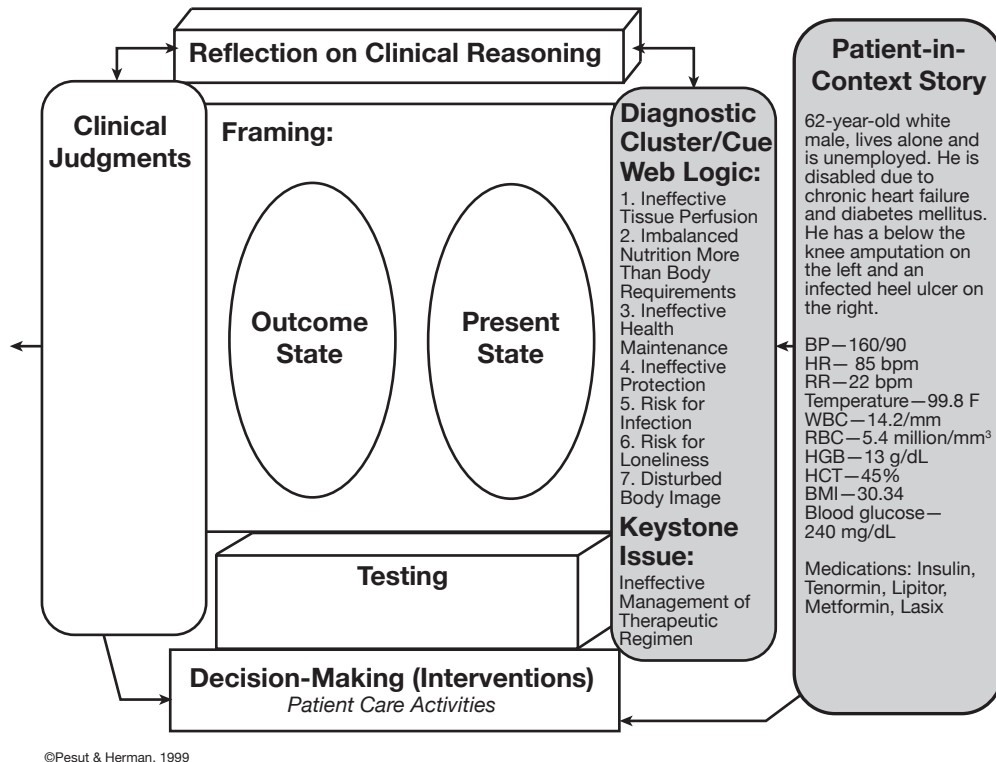 Reflection on Clinical Reasoning
Clinical
Judgments
Framing:
Outcome
State
Present
State
Testing
Decision-Making (Interventions)
Patient Care Activities
Diagnostic
Cluster/Cue
Web Logic:
1. Ineffective
Tissue Perfusion
2. Imbalanced
Nutrition More
Than Body
Requirements
3. Ineffective
Health
Maintenance
4. Ineffective
Protection
5. Risk for
Infection
6. Risk for
Loneliness
7. Disturbed
Body Image
Keystone
Issue:
Ineffective
Management of
Therapeutic
Regimen
Patient-in-
Context Story
62-year-old white
male, lives alone and
is unemployed. He is
disabled due to
chronic heart failure
and diabetes mellitus.
He has a below the
knee amputation on
the left and an
infected heel ulcer on
the right.
BP—160/90
HR— 85 bpm
RR—22 bpm
Temperature—99.8 F
WBC—14.2/mm
RBC—5.4 million/mm³
HGB—13 g/dL
HCT—45%
BMI—30.34
Blood glucose—
240 mg/dL
Medications: Insulin,
Tenormin, Lipitor,
Metformin, Lasix
©Pesut & Herman, 1999